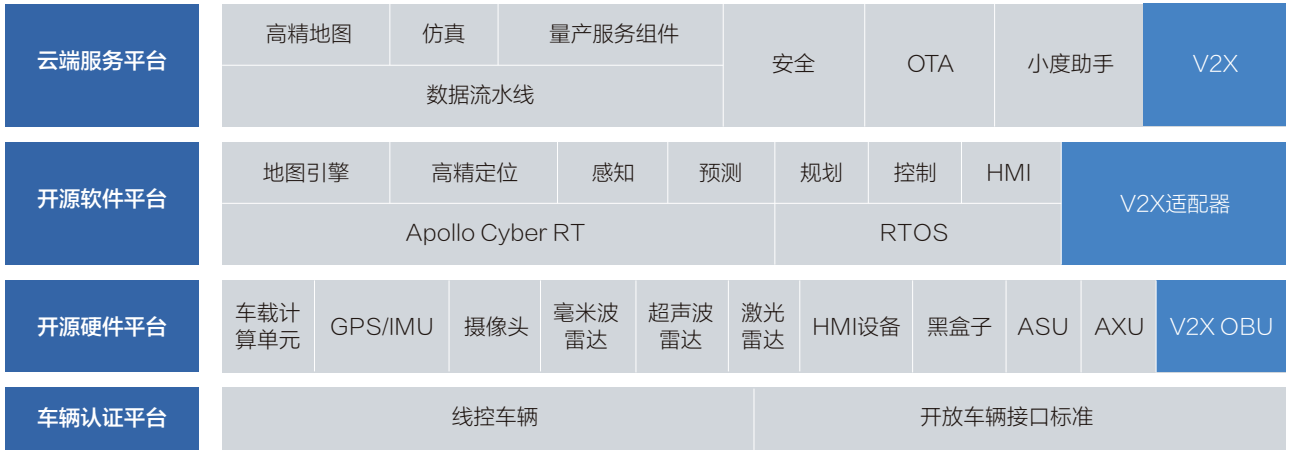 云端服务平台
高精地图
仿真
量产服务组件
数据流水线
安全
OTA
小度助手
V2X
开源软件平台
地图引擎
高精定位
感知
预测
规划
控制
HMI
Apollo Cyber RT
RTOS
V2X适配器
开源硬件平台
车载计
算单元
GPS/IMU
摄像头
毫米波
雷达
超声波
雷达
激光
雷达
HMI设备
黑盒子
ASU
AXU
V2X OBU
车辆认证平台
线控车辆
开放车辆接口标准